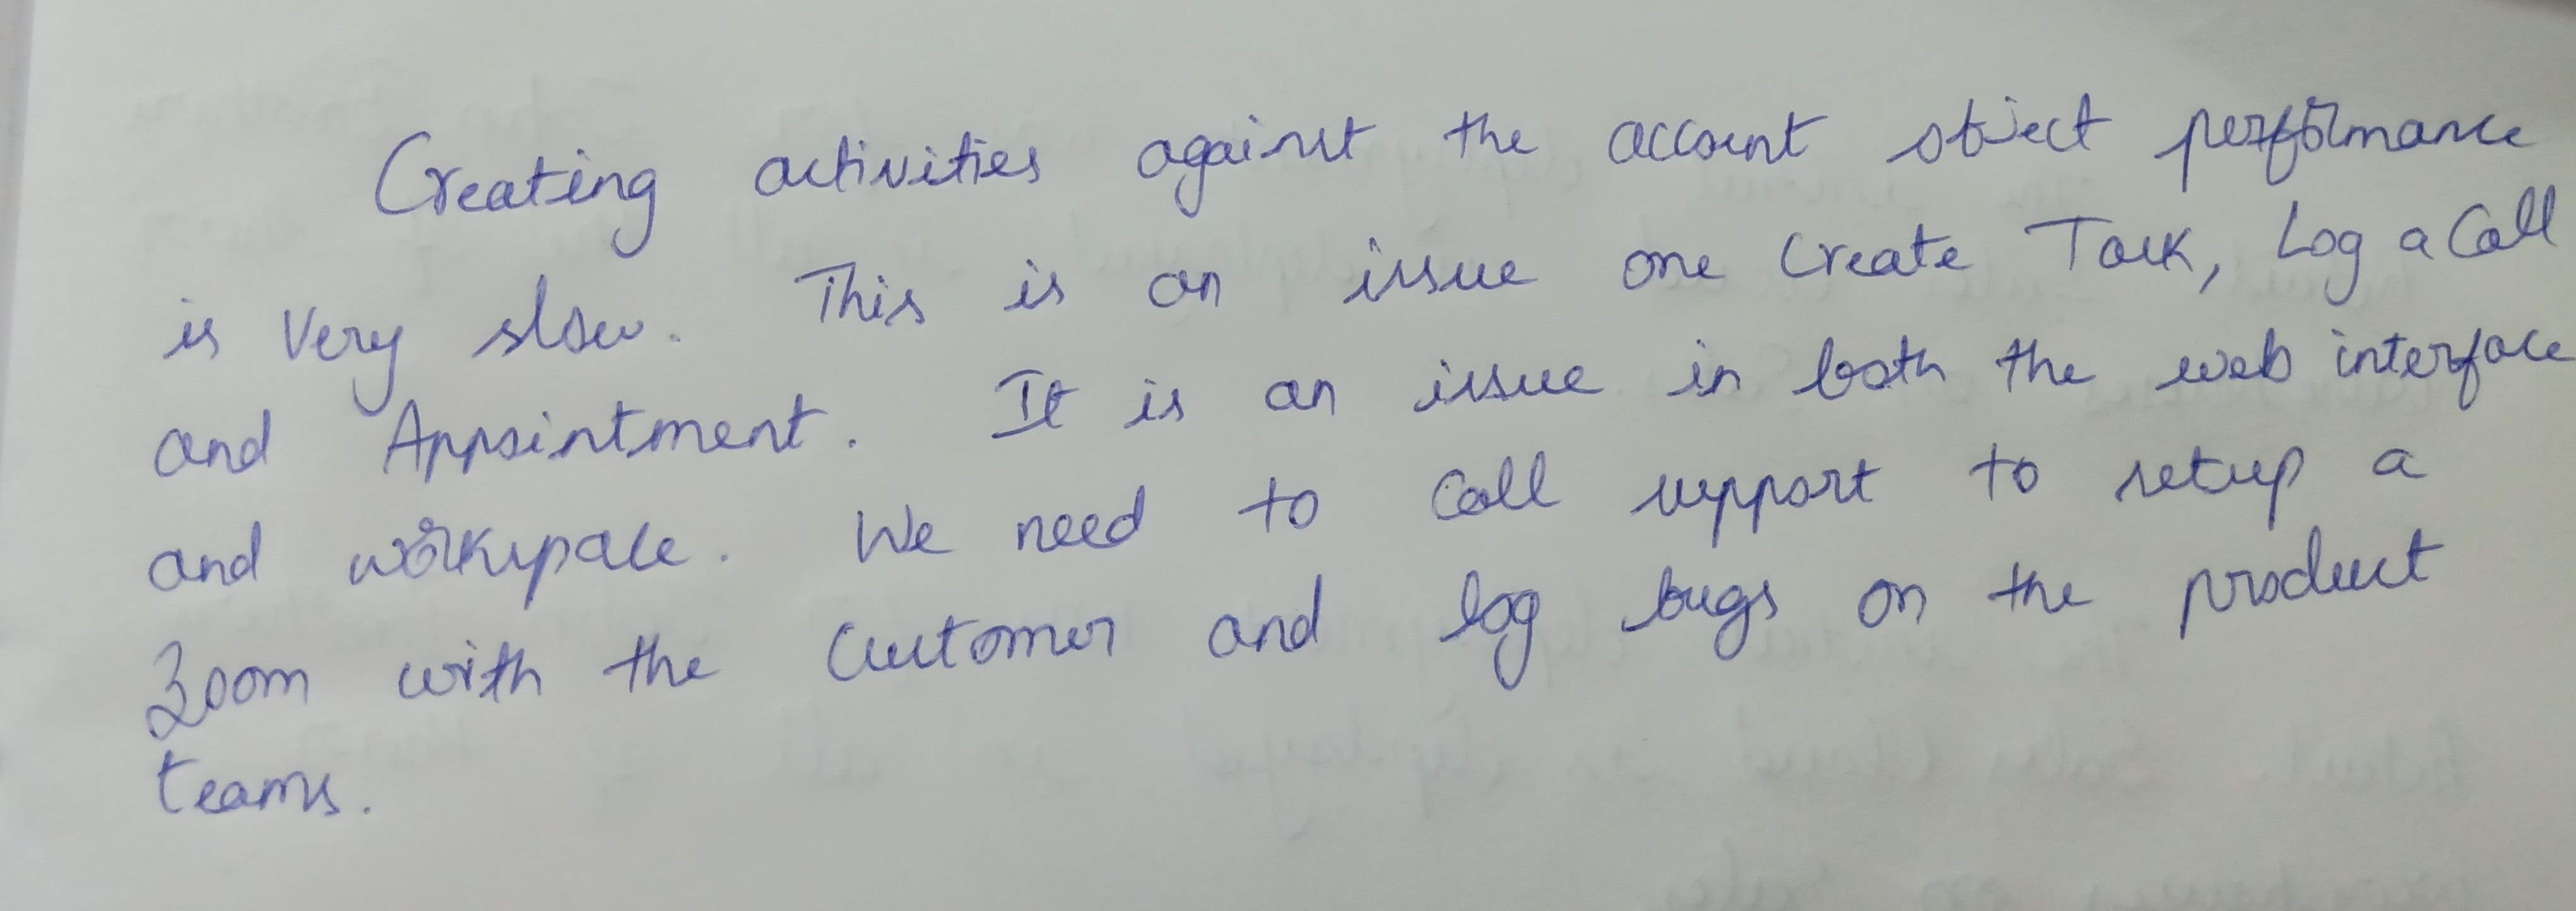 Creating activities against the account object performance
is Very slow. This is an issue one Create Task, Log a Call
and Appointment. It is an issue in both the web interface
and workspace. We need to Call support to setup a
Zoom with the Customer and log bugs on the product
teams.